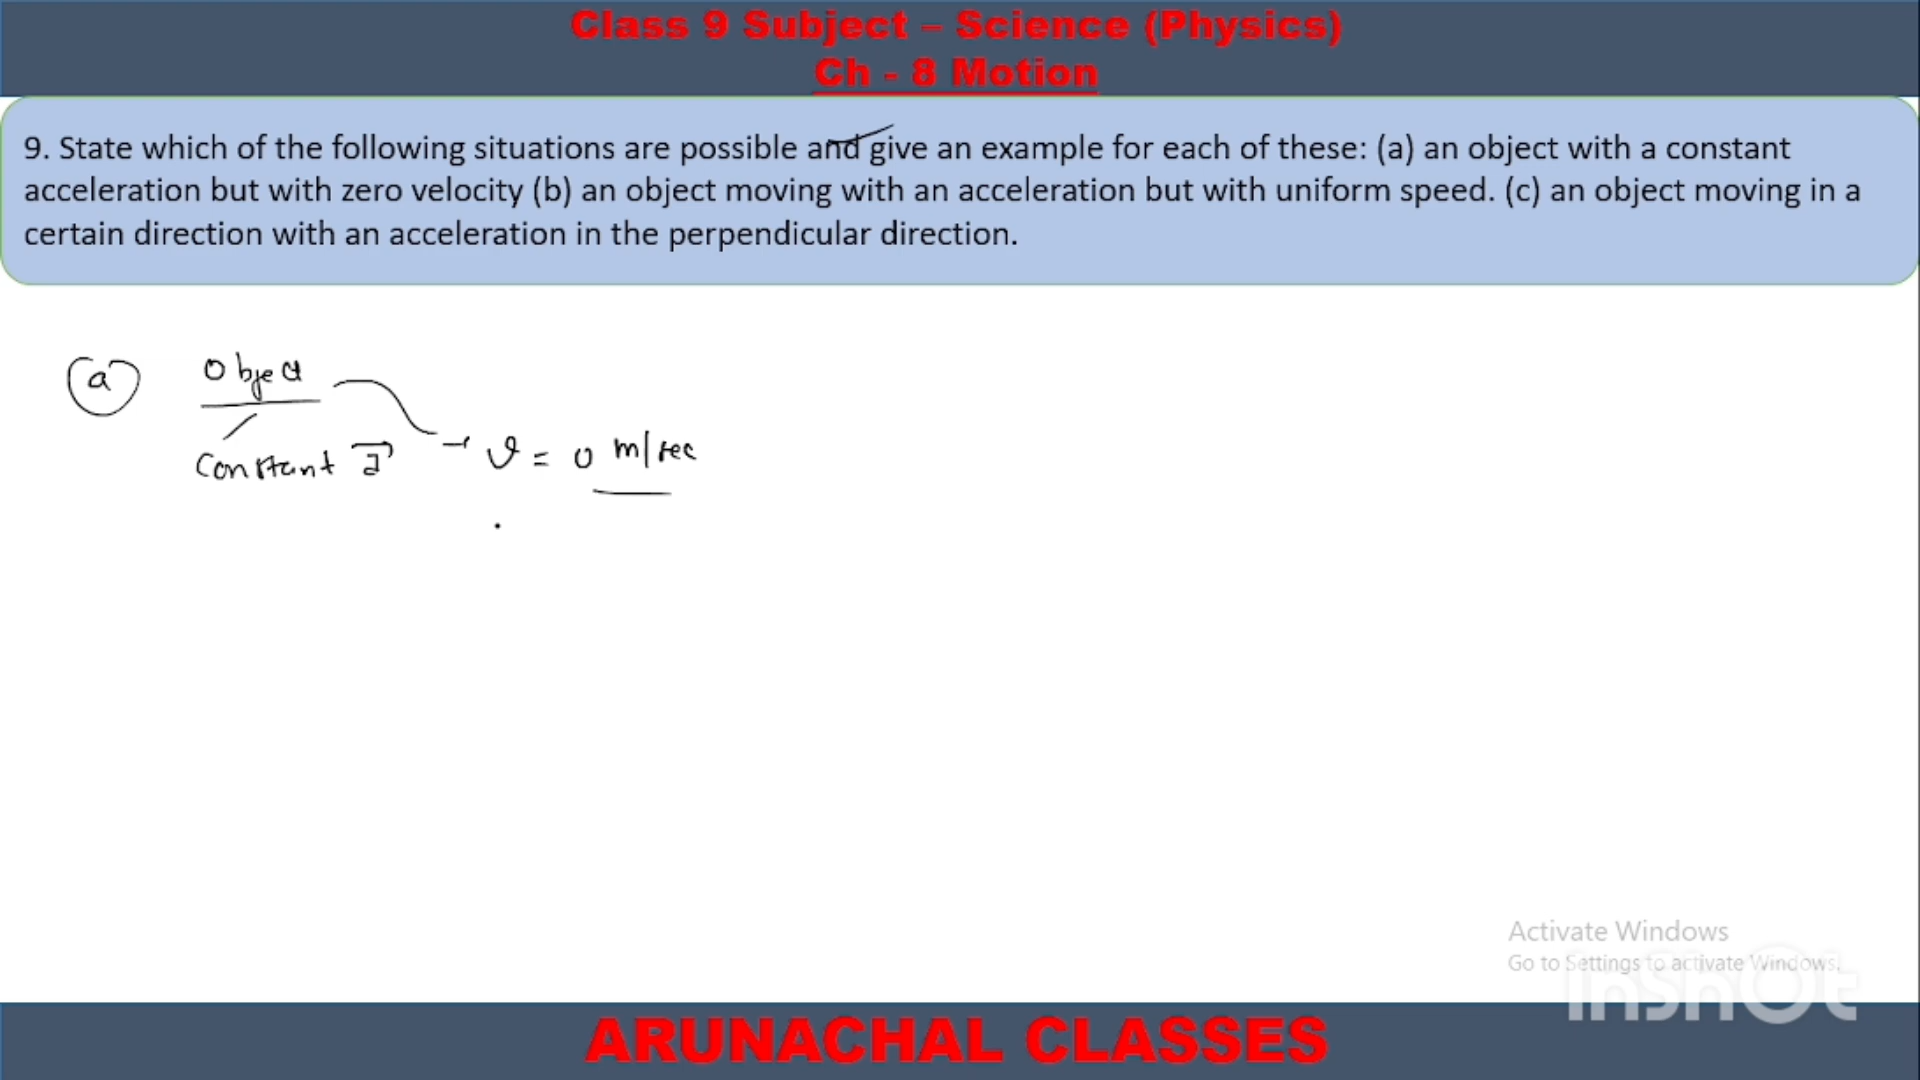 Class 9 Subject – Science (Physics)
Ch - 8 Motion
9. State which of the following situations are possible and give an example for each of these: (a) an object with a constant
acceleration but with zero velocity (b) an object moving with an acceleration but with uniform speed. (c) an object moving in a
certain direction with an acceleration in the perpendicular direction.
(a) Object
Constant a⃗ → v = 0 m/sec
Activate Windows
Go to Settings to activate Windows.
InShOt
ARUNACHAL CLASSES